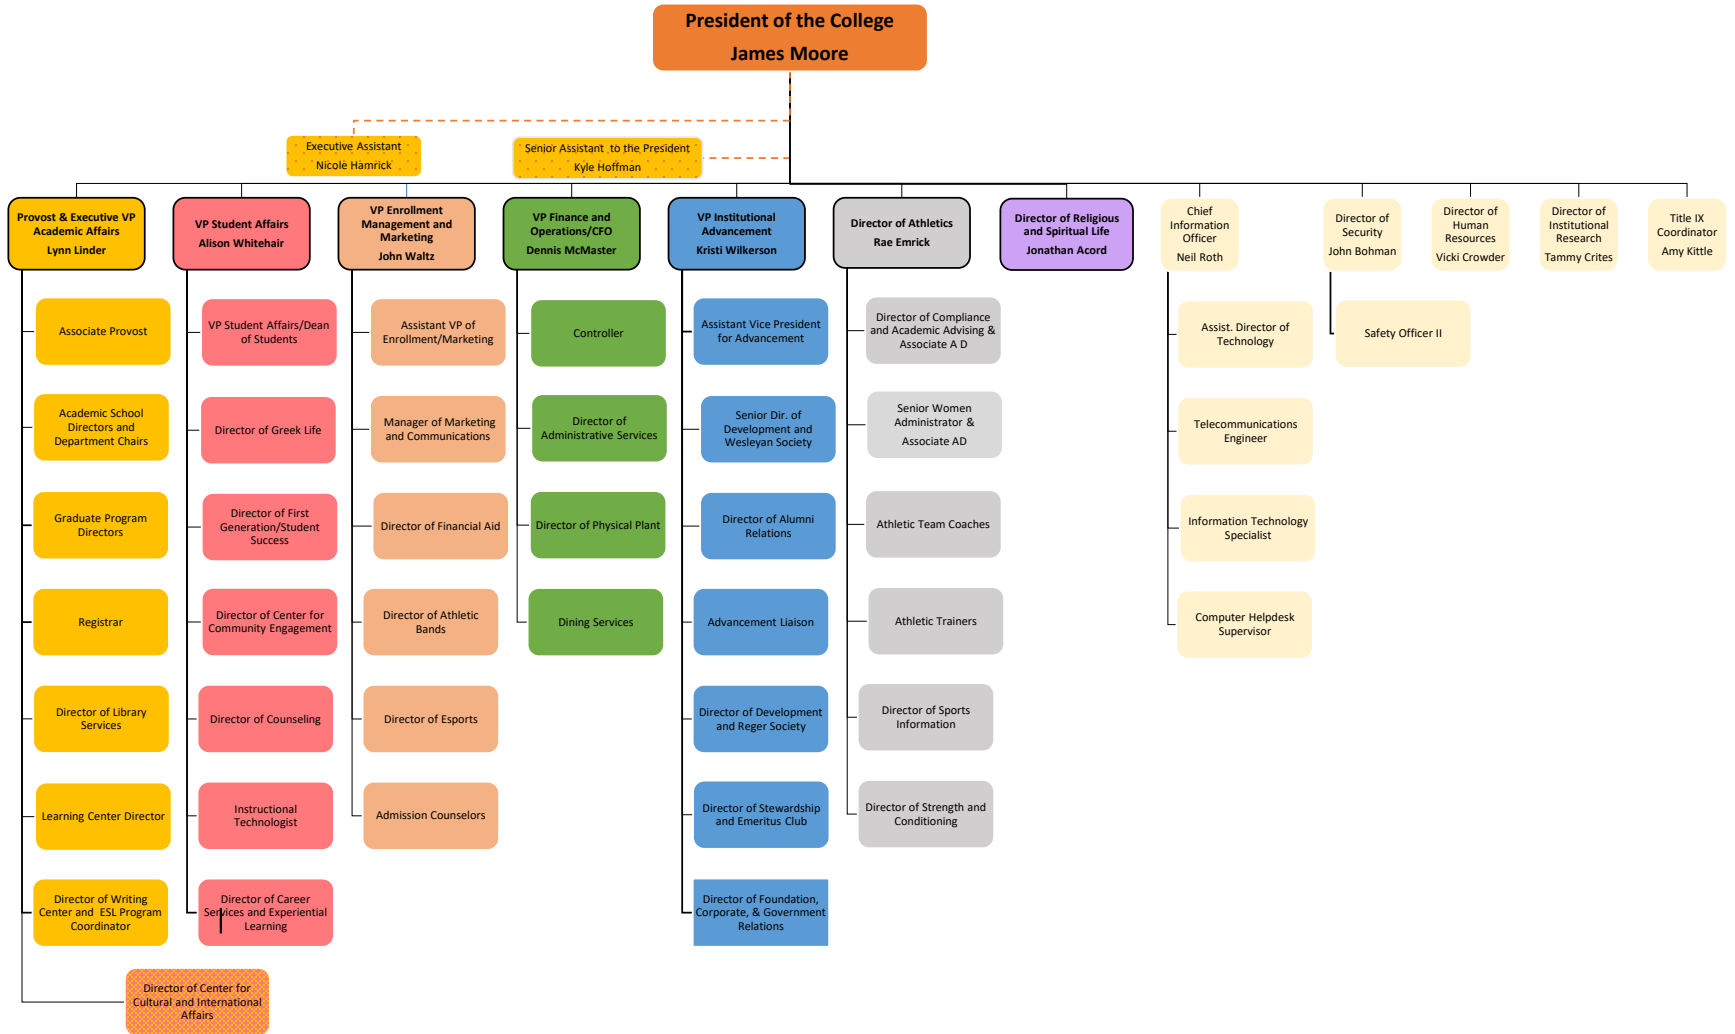 President of the College
James Moore
Executive Assistant
Nicole Hamrick
Senior Assistant to the President
Kyle Hoffman
Provost & Executive VP
Academic Affairs
Lynn Linder
VP Student Affairs
Alison Whitehair
VP Enrollment
Management and
Marketing
John Waltz
VP Finance and
Operations/CFO
Dennis McMaster
VP Institutional
Advancement
Kristi Wilkerson
Director of Athletics
Rae Emrick
Director of Religious
and Spiritual Life
Jonathan Acord
Chief
Information
Officer
Neil Roth
Director of
Security
John Bohman
Director of
Human
Resources
Vicki Crowder
Director of
Institutional
Research
Tammy Crites
Title IX
Coordinator
Amy Kittle
Associate Provost
Academic School
Directors and
Department Chairs
Graduate Program
Directors
Registrar
Director of Library
Services
Learning Center Director
Director of Writing
Center and ESL Program
Coordinator
Director of Center for
Cultural and International
Affairs
VP Student Affairs/Dean
of Students
Director of Greek Life
Director of First
Generation/Student
Success
Director of Center for
Community Engagement
Director of Counseling
Instructional
Technologist
Director of Career
Services and Experiential
Learning
Assistant VP of
Enrollment/Marketing
Manager of Marketing
and Communications
Director of Financial Aid
Director of Athletic
Bands
Director of Esports
Admission Counselors
Controller
Director of
Administrative Services
Director of Physical Plant
Dining Services
Assistant Vice President
for Advancement
Senior Dir. of
Development and
Wesleyan Society
Director of Alumni
Relations
Advancement Liaison
Director of Development
and Reger Society
Director of Stewardship
and Emeritus Club
Director of Foundation,
Corporate, & Government
Relations
Director of Compliance
and Academic Advising &
Associate A D
Senior Women
Administrator &
Associate AD
Athletic Team Coaches
Athletic Trainers
Director of Sports
Information
Director of Strength and
Conditioning
Assist. Director of
Technology
Telecommunications
Engineer
Information Technology
Specialist
Computer Helpdesk
Supervisor
Safety Officer II